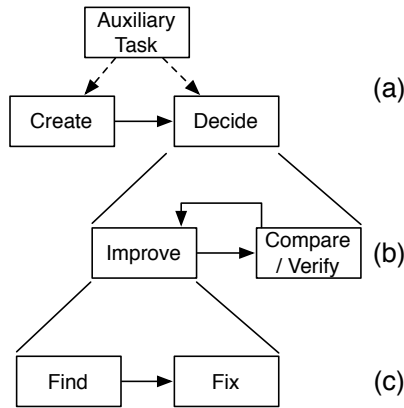 Auxiliary
Task
(a)
Create
Decide
Improve
Compare
/ Verify
(b)
Find
Fix
(c)